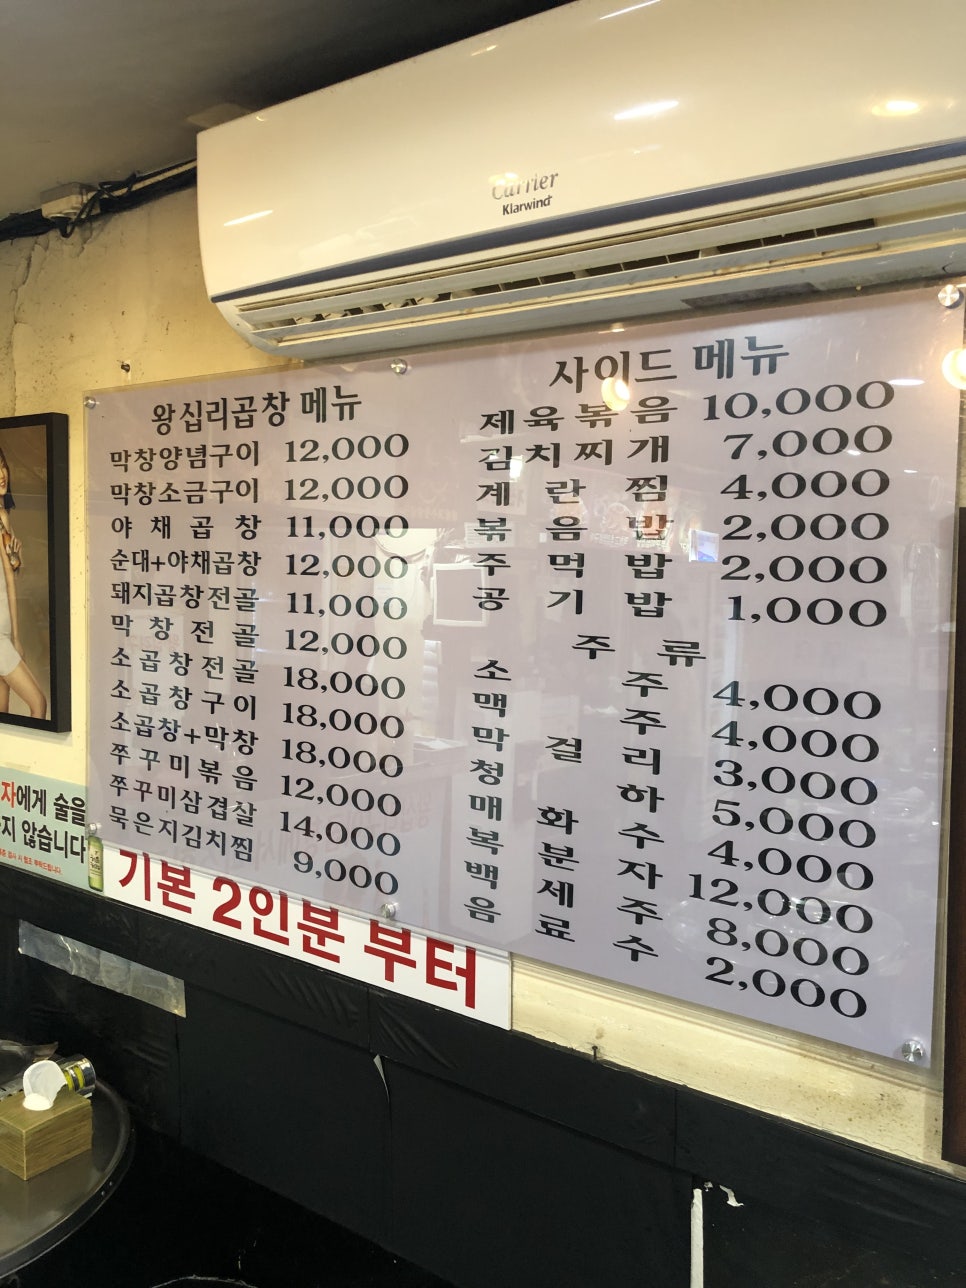 Carrier
Klarwind
왕십리곱창 메뉴
막창양념구이 12,000
막창소금구이 12,000
야채곱창 11,000
순대+야채곱창 12,000
돼지곱창전골 11,000
막창전골 12,000
소곱창전골 18,000
소곱창구이 18,000
소곱창+막창 18,000
쭈꾸미볶음 12,000
쭈꾸미삼겹살 14,000
묵은지김치찜 9,000
사이드 메뉴
제육볶음 10,000
김치찌개 7,000
계란찜 4,000
볶음밥 2,000
주먹밥 2,000
공기밥 1,000
주류
소주 4,000
맥주 4,000
막걸리 3,000
청하 5,000
매화수 4,000
복분자 12,000
백세주 8,000
음료수 2,000
기본 2인분 부터
자에게 술을
지 않습니다